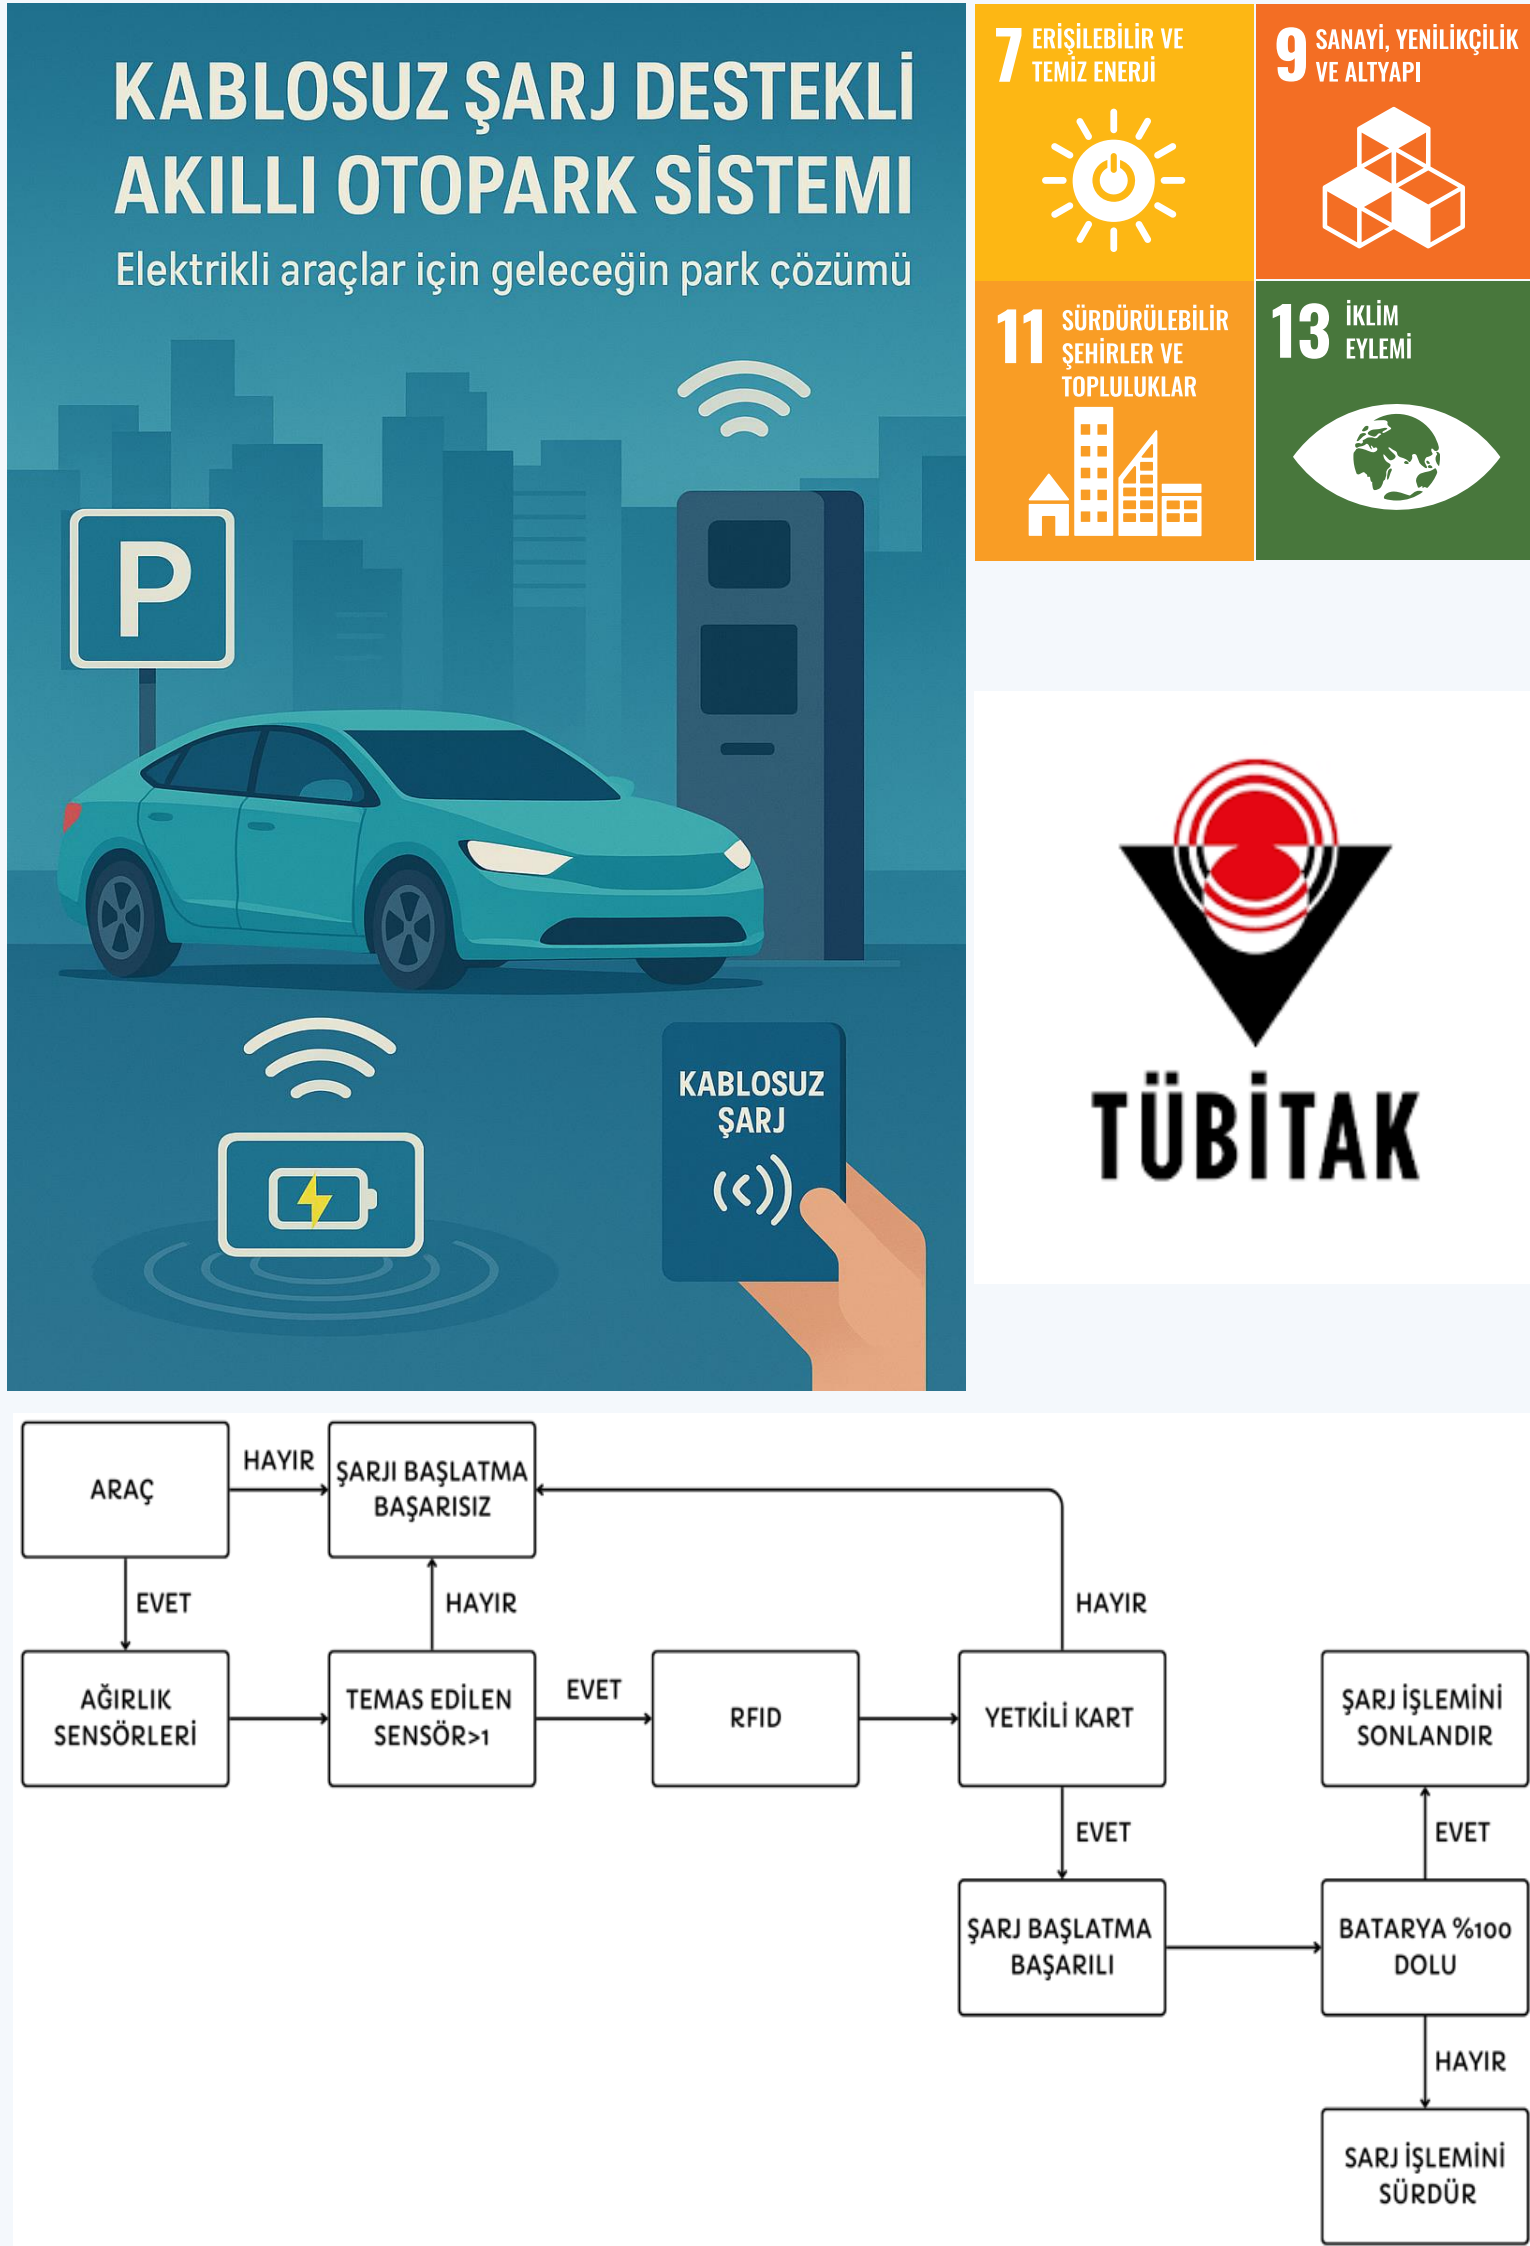 KABLOSUZ ŞARJ DESTEKLİ
AKILLI OTOPARK SİSTEMI
Elektrikli araçlar için geleceğin park çözümü
P
KABLOSUZ
ŞARJ
7 ERİŞİLEBİLİR VE
TEMİZ ENERJİ
9 SANAYİ, YENİLİKÇİLİK
VE ALTYAPI
11 SÜRDÜRÜLEBİLİR
ŞEHİRLER VE
TOPLULUKLAR
13 İKLİM
EYLEMİ
TÜBİTAK
ARAÇ
HAYIR
ŞARJI BAŞLATMA
BAŞARISIZ
EVET
HAYIR
HAYIR
AĞIRLIK
SENSÖRLERİ
TEMAS EDİLEN
SENSÖR>1
EVET
RFID
YETKİLİ KART
ŞARJ İŞLEMİNİ
SONLANDIR
EVET
EVET
ŞARJ BAŞLATMA
BAŞARILI
BATARYA %100
DOLU
HAYIR
SARJ İŞLEMİNİ
SÜRDÜR